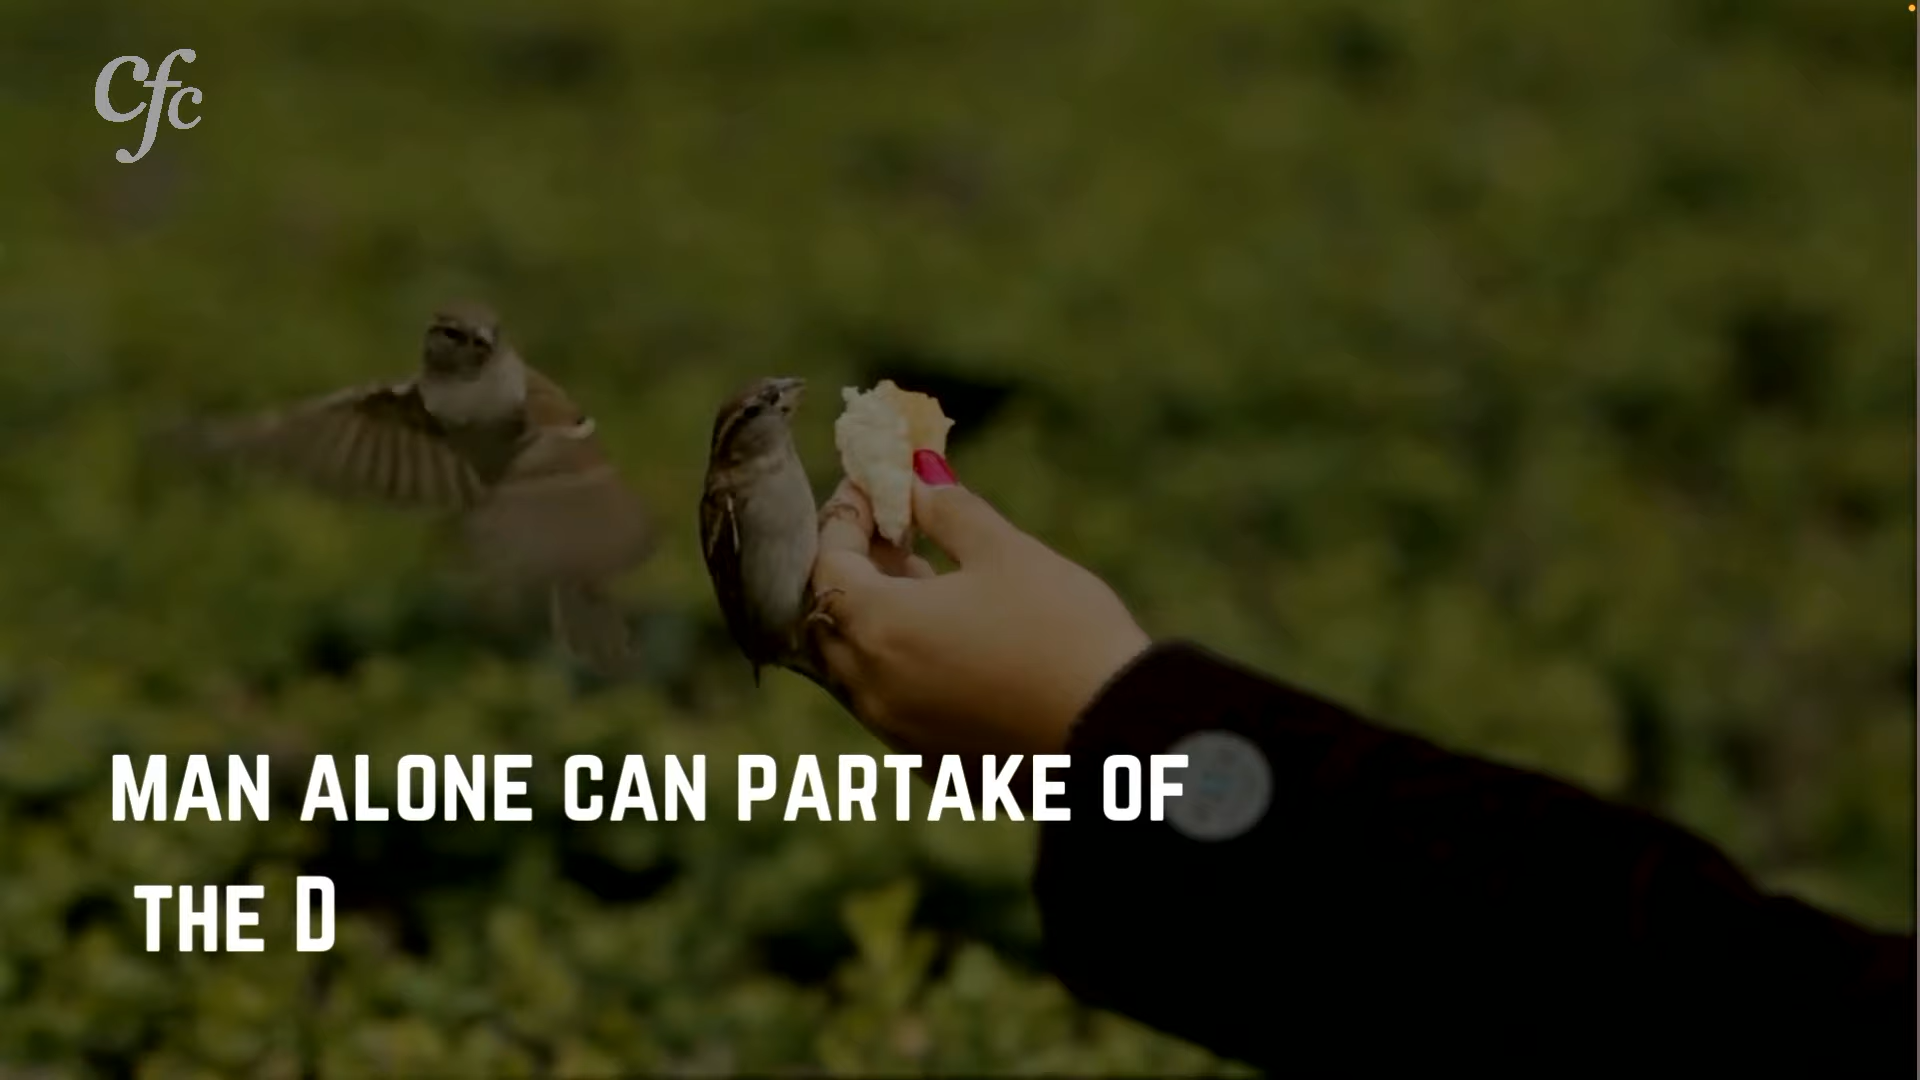 cfc
MAN ALONE CAN PARTAKE OF
THE D